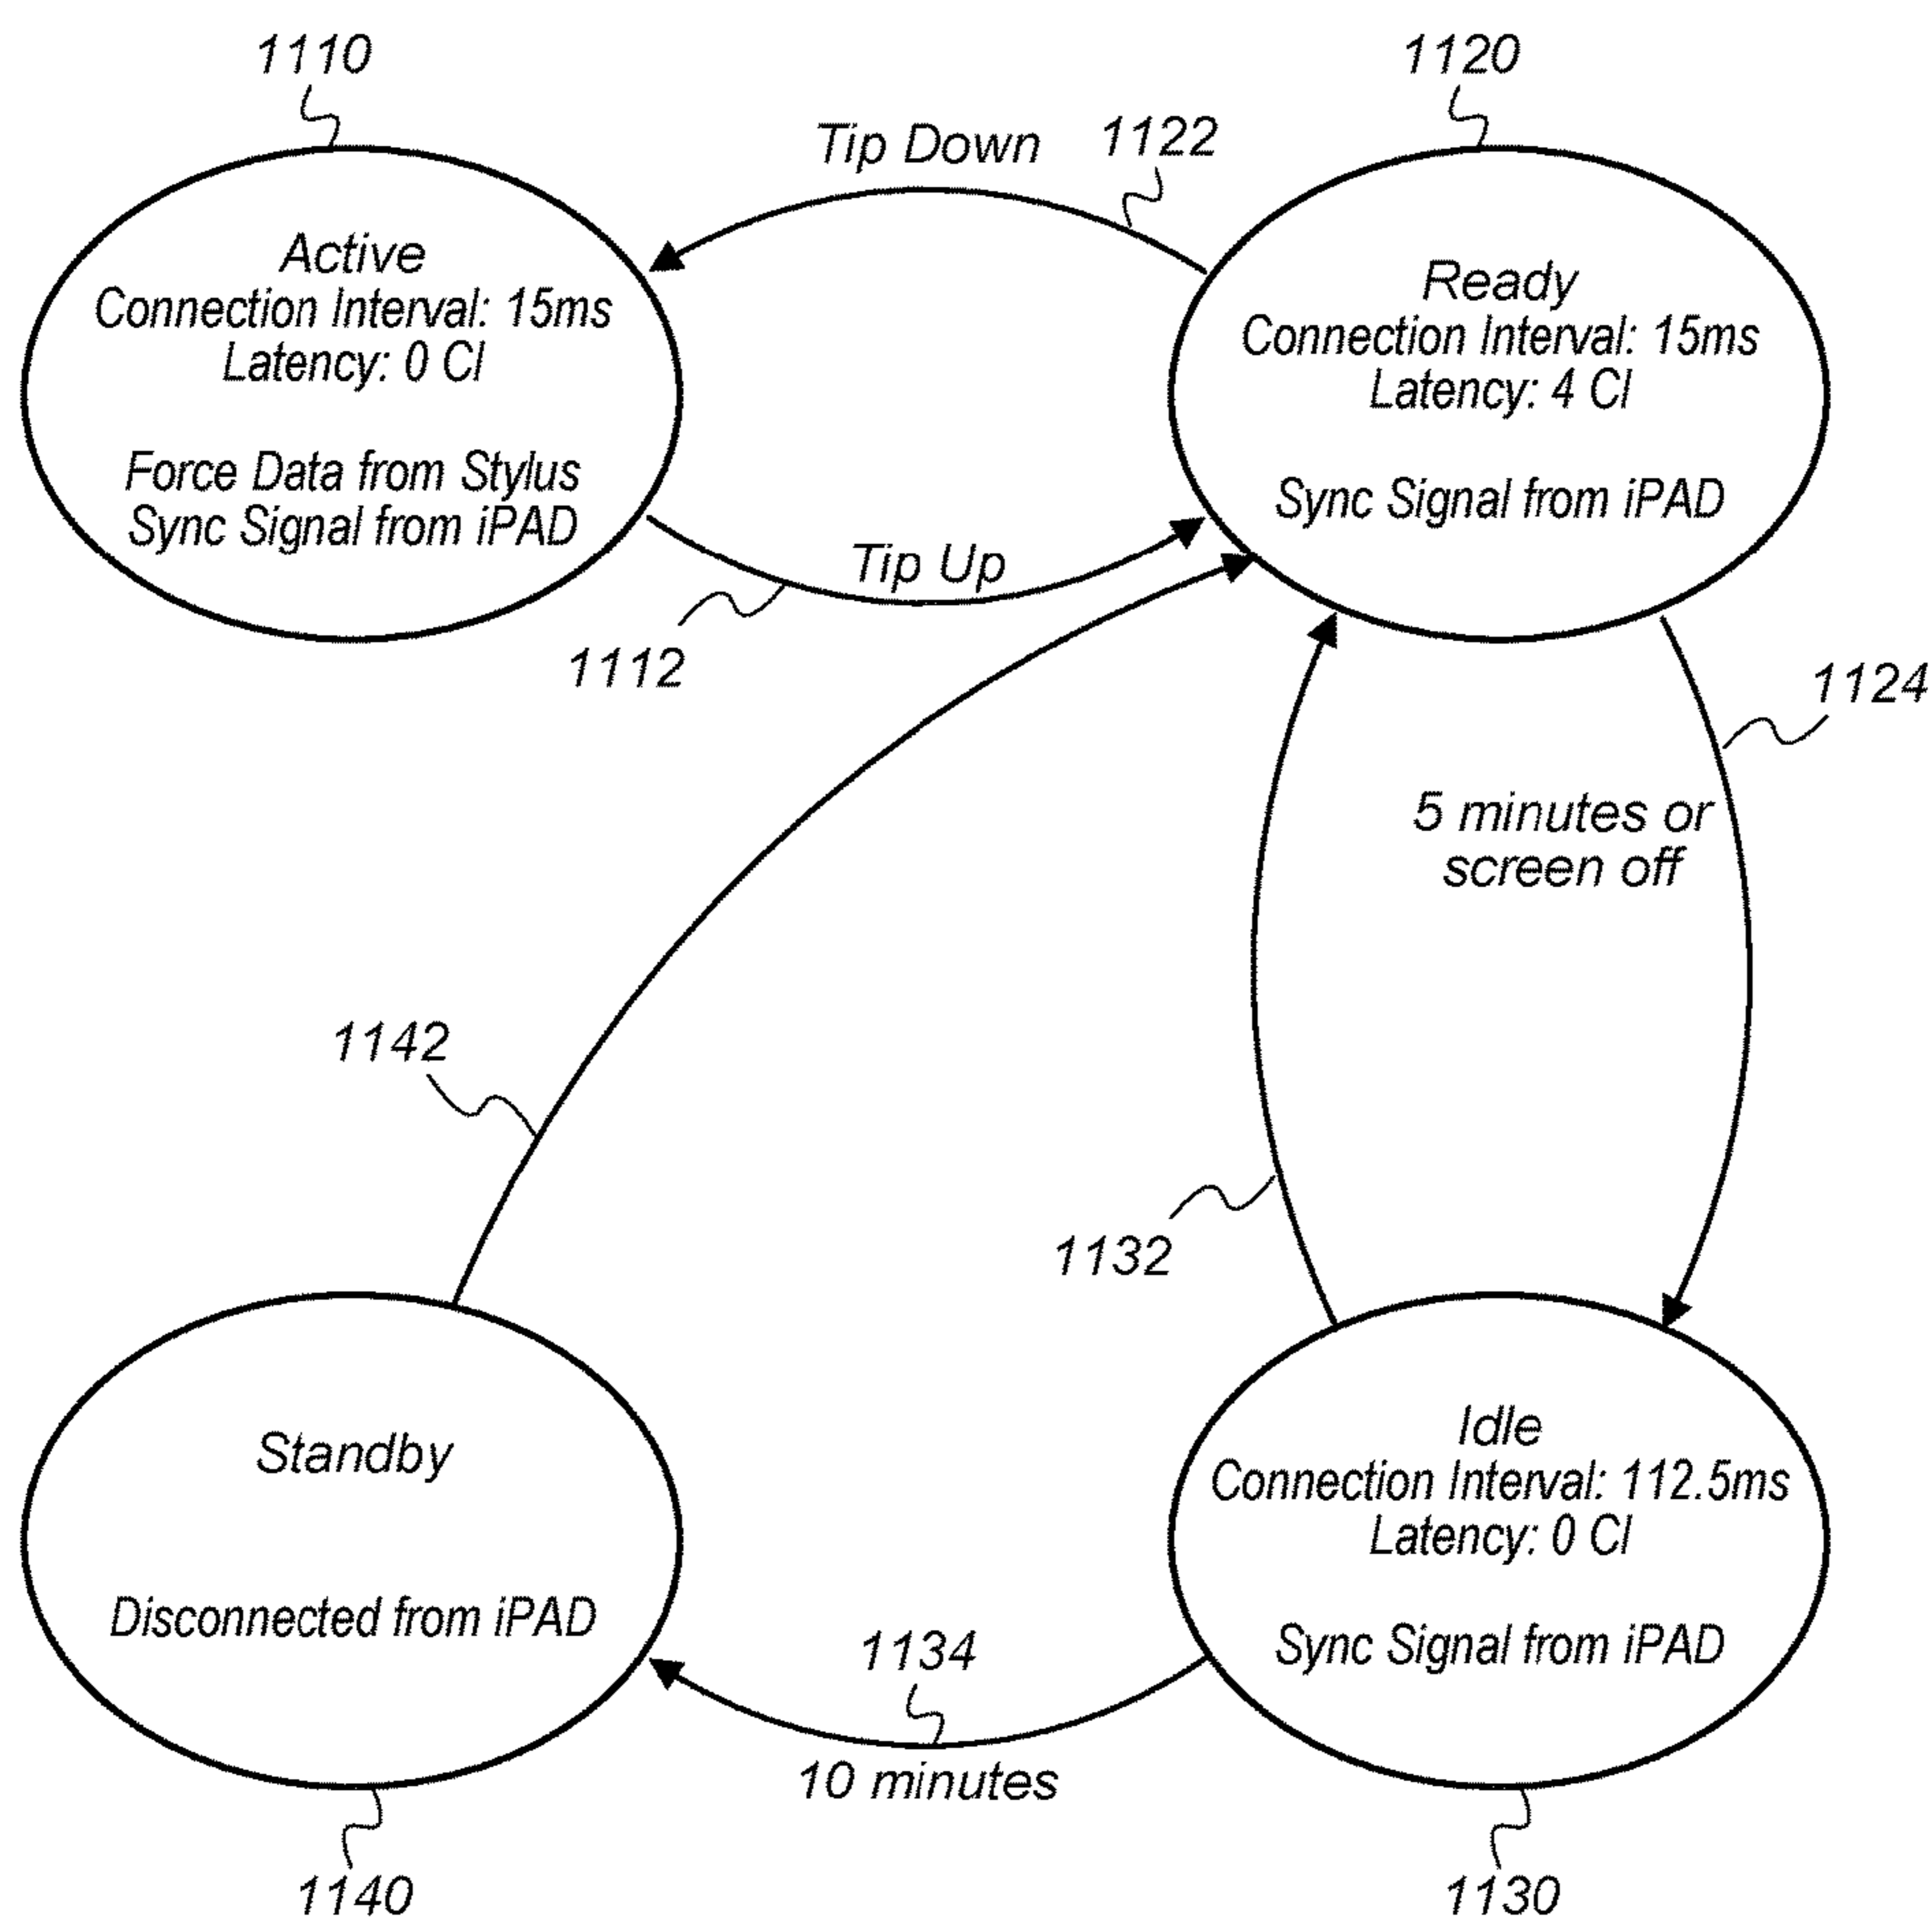 1110
1120
Tip Down
1122
Active
Connection Interval: 15ms
Latency: 0 CI
Force Data from Stylus
Sync Signal from iPAD
Ready
Connection Interval: 15ms
Latency: 4 CI
Sync Signal from iPAD
Tip Up
1112
1124
5 minutes or
screen off
1142
1132
Standby
Disconnected from iPAD
Idle
Connection Interval: 112.5ms
Latency: 0 CI
Sync Signal from iPAD
1134
10 minutes
1140
1130